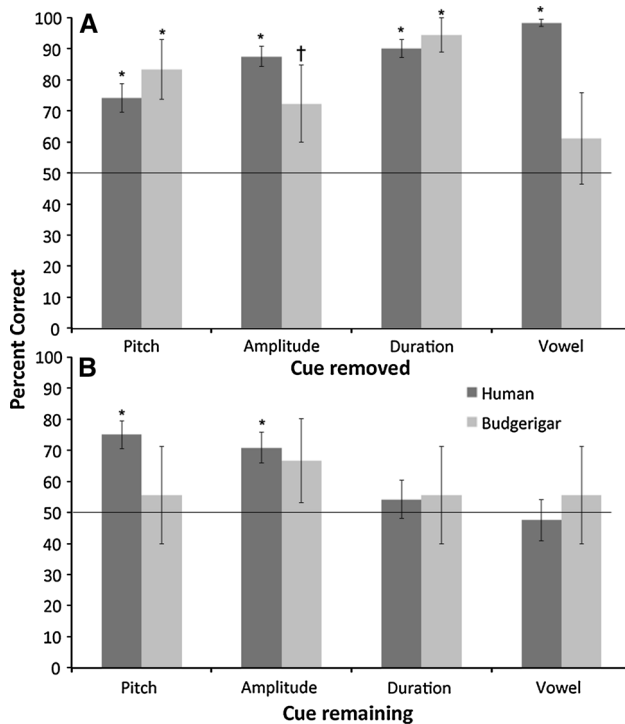 A
100
90
80
70
60
50
40
30
20
10
0
* * * † * * *
Pitch Amplitude Duration Vowel
Cue removed
Percent Correct
B
100
90
80
70
60
50
40
30
20
10
0
* *
Human
Budgerigar
Pitch Amplitude Duration Vowel
Cue remaining